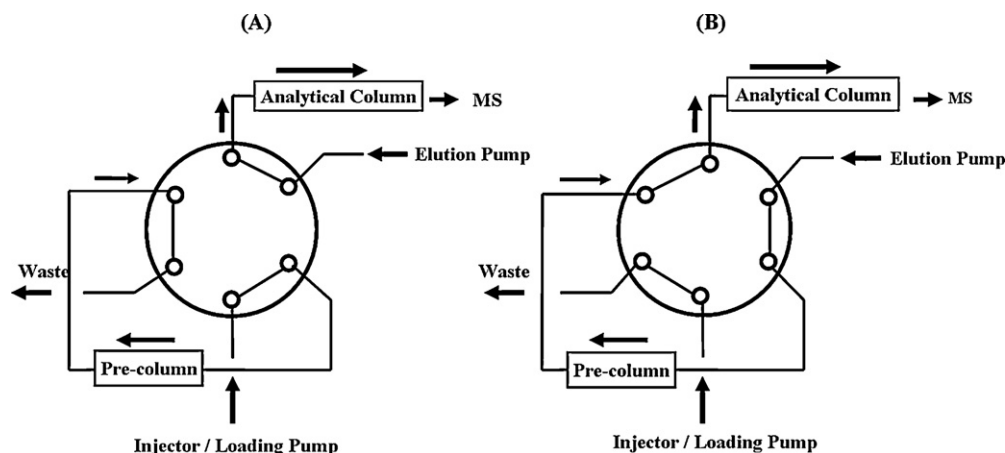 (A)
Analytical Column
MS
Elution Pump
Waste
Pre-column
Injector / Loading Pump
(B)
Analytical Column
MS
Elution Pump
Waste
Pre-column
Injector / Loading Pump